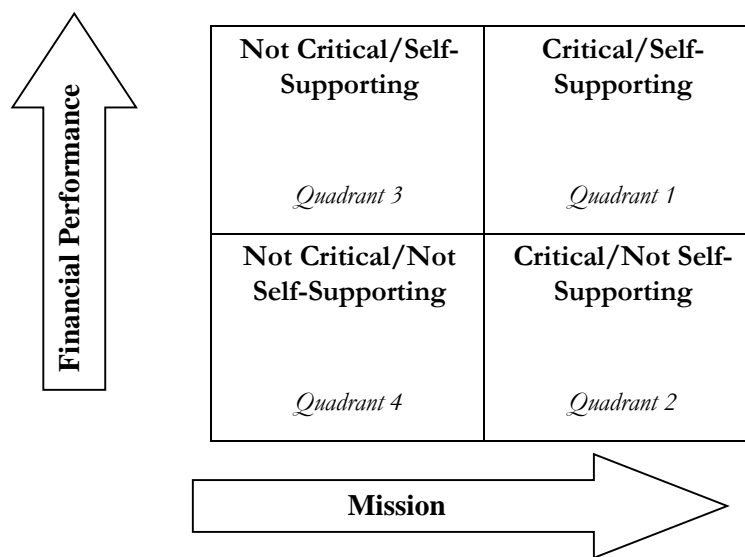 Financial Performance
Not Critical/Self-
Supporting
Quadrant 3
Critical/Self-
Supporting
Quadrant 1
Not Critical/Not
Self-Supporting
Quadrant 4
Critical/Not Self-
Supporting
Quadrant 2
Mission